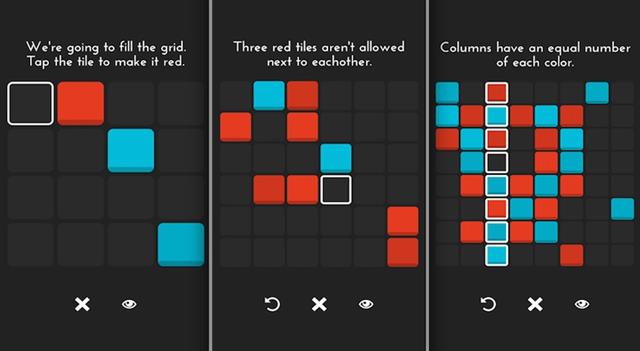 We're going to fill the grid.
Tap the tile to make it red.
Three red tiles aren't allowed
next to eachother.
Columns have an equal number
of each color.